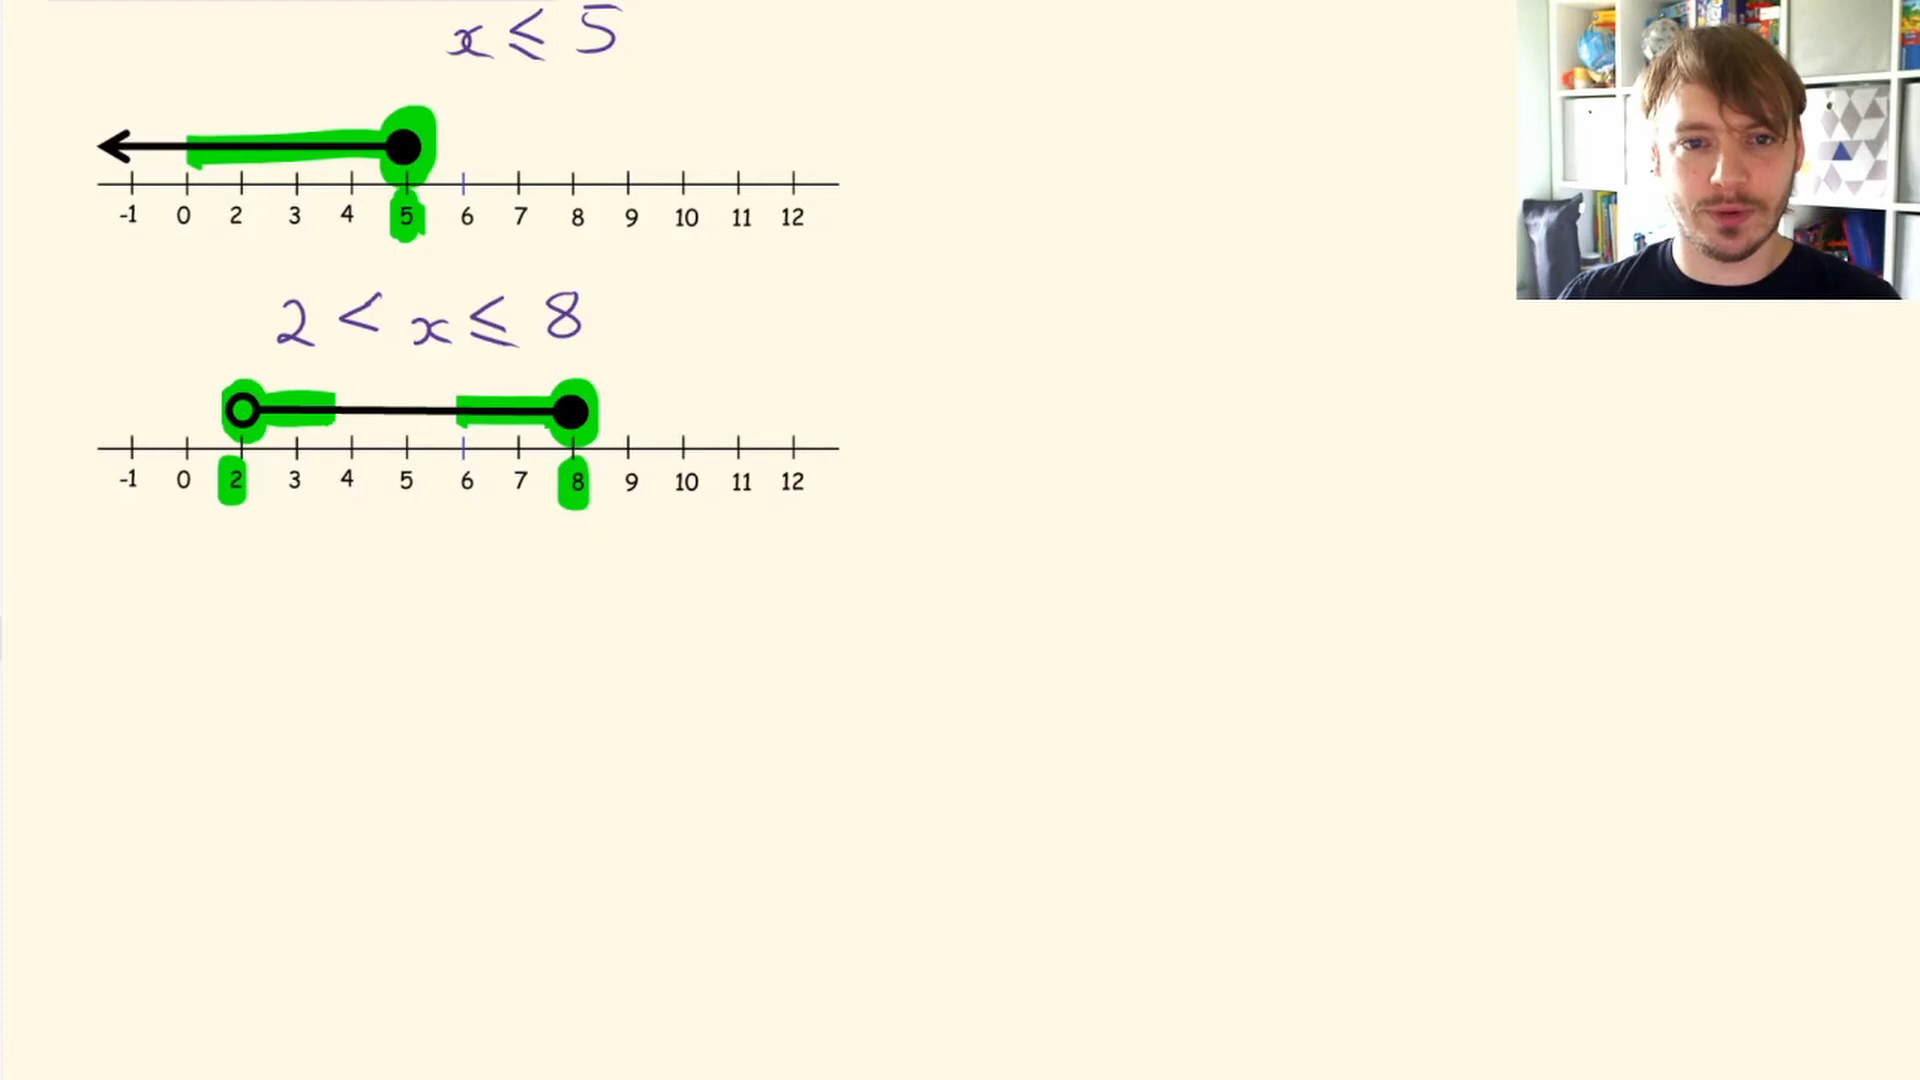 x ≤ 5
-1 0 2 3 4 5 6 7 8 9 10 11 12
2 < x ≤ 8
-1 0 2 3 4 5 6 7 8 9 10 11 12